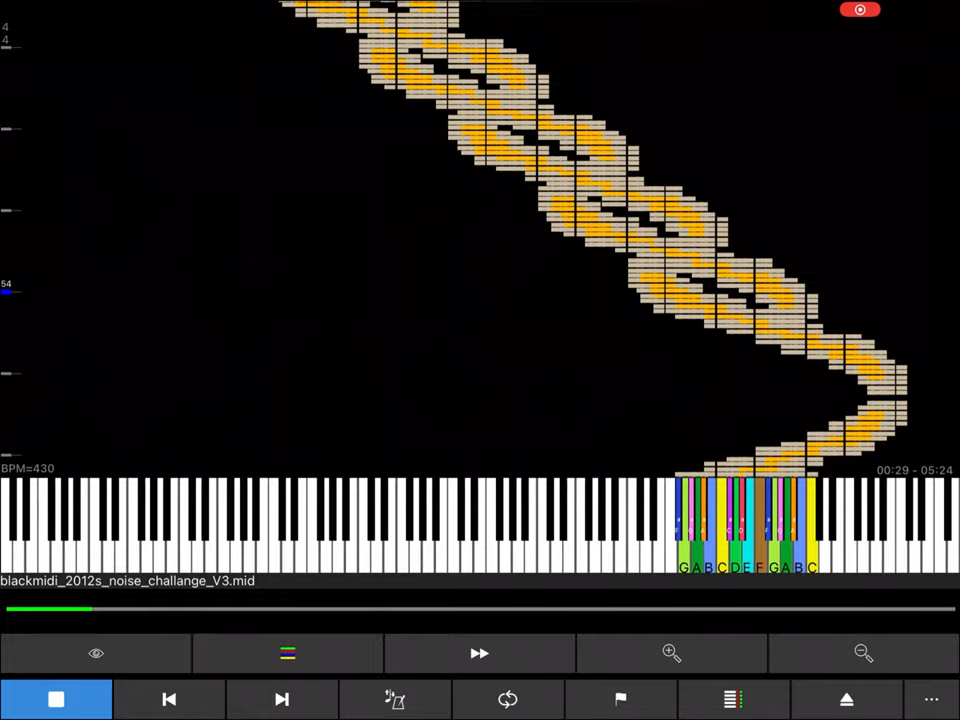 4
4
54
BPM=430
00:29 - 05:24
G A B C D E F G A B C
blackmidi_2012s_noise_challange_V3.mid